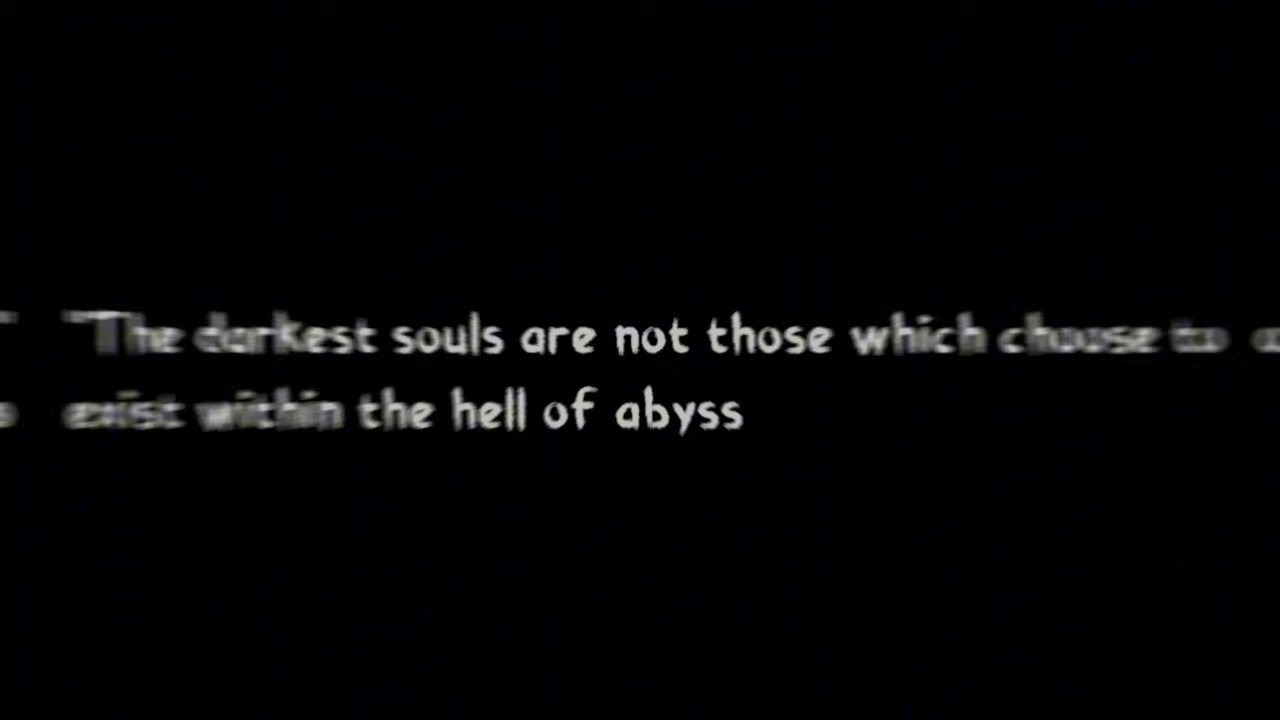 "The darkest souls are not those which choose to
exist within the hell of abyss